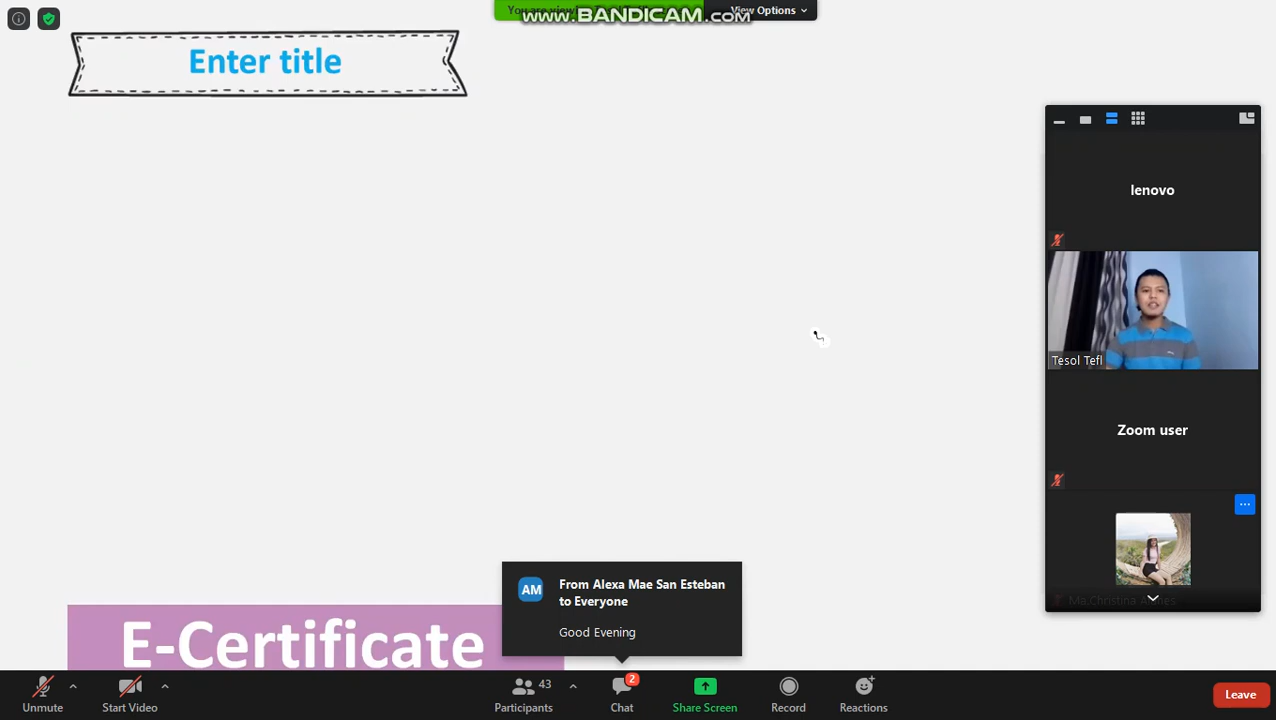 www.BANDICAM.com
View Options
Enter title
lenovo
Tesol Tefl
Zoom user
From Alexa Mae San Esteban
to Everyone
AM
Good Evening
E-Certificate
43
2
Unmute
Start Video
Participants
Chat
Share Screen
Record
Reactions
Leave